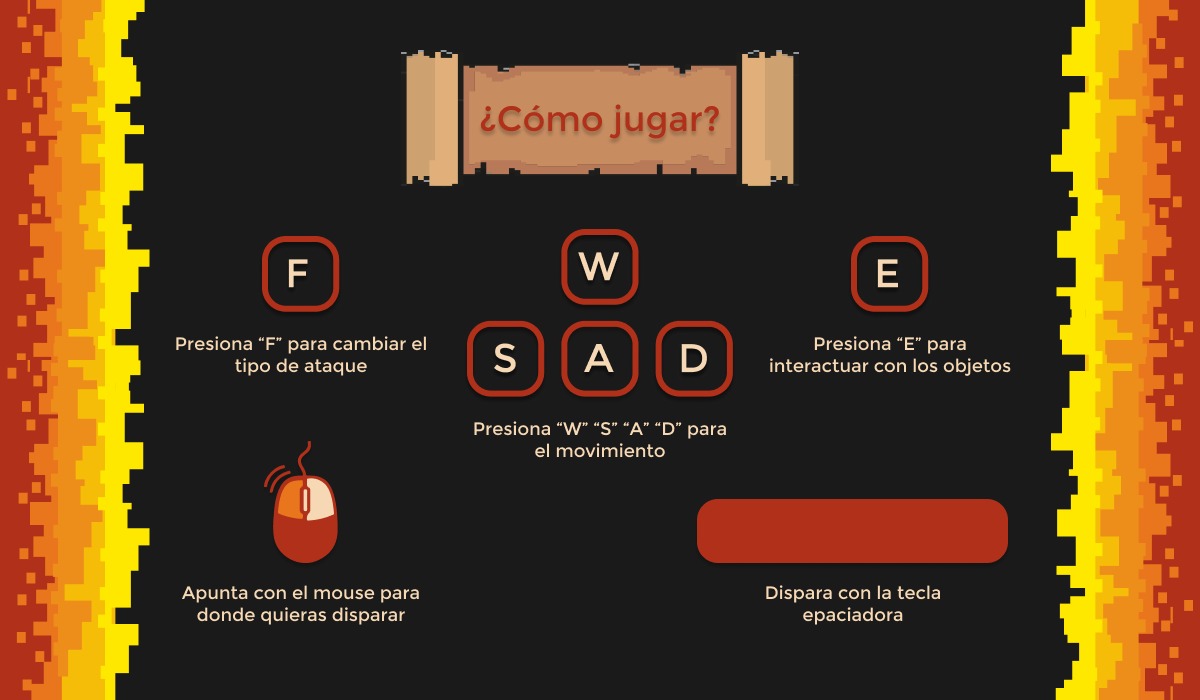 ¿Cómo jugar?
F
Presiona “F” para cambiar el
tipo de ataque
W
S A D
Presiona “W” “S” “A” “D” para
el movimiento
E
Presiona “E” para
interactuar con los objetos
Apunta con el mouse para
donde quieras disparar
Dispara con la tecla
epaciadora